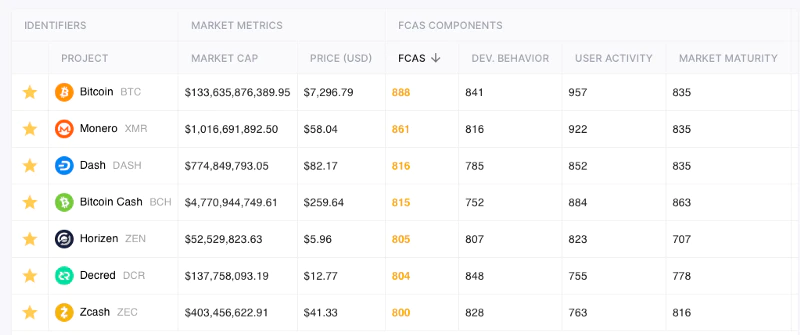 IDENTIFIERS MARKET METRICS FCAS COMPONENTS
PROJECT MARKET CAP PRICE (USD) FCAS ↓ DEV. BEHAVIOR USER ACTIVITY MARKET MATURITY
Bitcoin BTC $133,635,876,389.95 $7,296.79 888 841 957 835
Monero XMR $1,016,691,892.50 $58.04 861 816 922 835
Dash DASH $774,849,793.05 $82.17 816 785 852 835
Bitcoin Cash BCH $4,770,944,749.61 $259.64 815 752 884 863
Horizen ZEN $52,529,823.63 $5.96 805 807 823 707
Decred DCR $137,758,093.19 $12.77 804 848 755 778
Zcash ZEC $403,456,622.91 $41.33 800 828 763 816